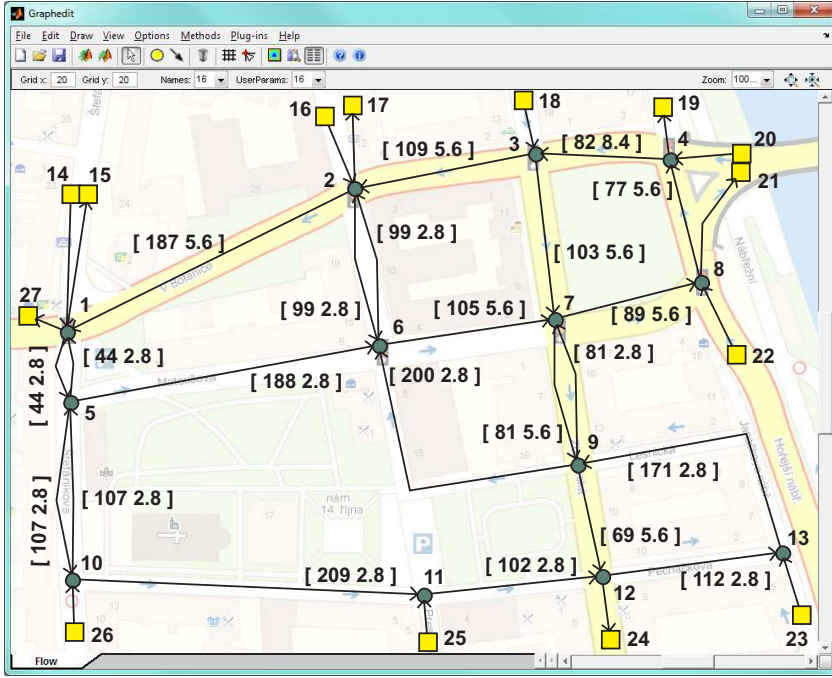 Graphedit
File Edit Draw View Options Methods Plug-ins Help
Grid x: 20 Grid y: 20 Names: 16 UserParams: 16 Zoom: 100...
16 17 18 19
3 [ 82 8.4 ] 4 20
[ 109 5.6 ]
14 15 2 [ 77 5.6 ] 21
[ 187 5.6 ] [ 99 2.8 ] [ 103 5.6 ]
Nábřežní
V Botanice
8
27 1 [ 99 2.8 ] [ 105 5.6 ] 7 [ 89 5.6 ]
6
[ 44 2.8 ] [ 81 2.8 ] 22
[ 44 2.8 ] [ 188 2.8 ] [ 200 2.8 ]
Matoušova
5
[ 81 5.6 ] 9
Lesnická
[ 171 2.8 ]
Hořejší nábř.
Štefánikova
[ 107 2.8 ] [ 107 2.8 ]
nám
14 října
P
[ 69 5.6 ] 13
10 [ 209 2.8 ] 11 [ 102 2.8 ] 12
Pecháčkova
[ 112 2.8 ]
26 25 24 23
Flow